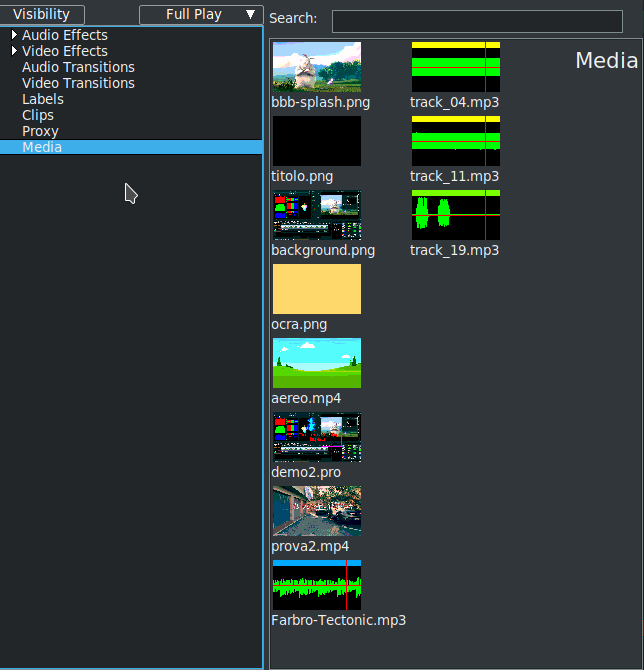 Visibility
Full Play
Search:
Audio Effects
Video Effects
Audio Transitions
Video Transitions
Labels
Clips
Proxy
Media
Media
bbb-splash.png
track_04.mp3
titolo.png
track_11.mp3
background.png
track_19.mp3
ocra.png
aereo.mp4
demo2.pro
prova2.mp4
Farbro-Tectonic.mp3